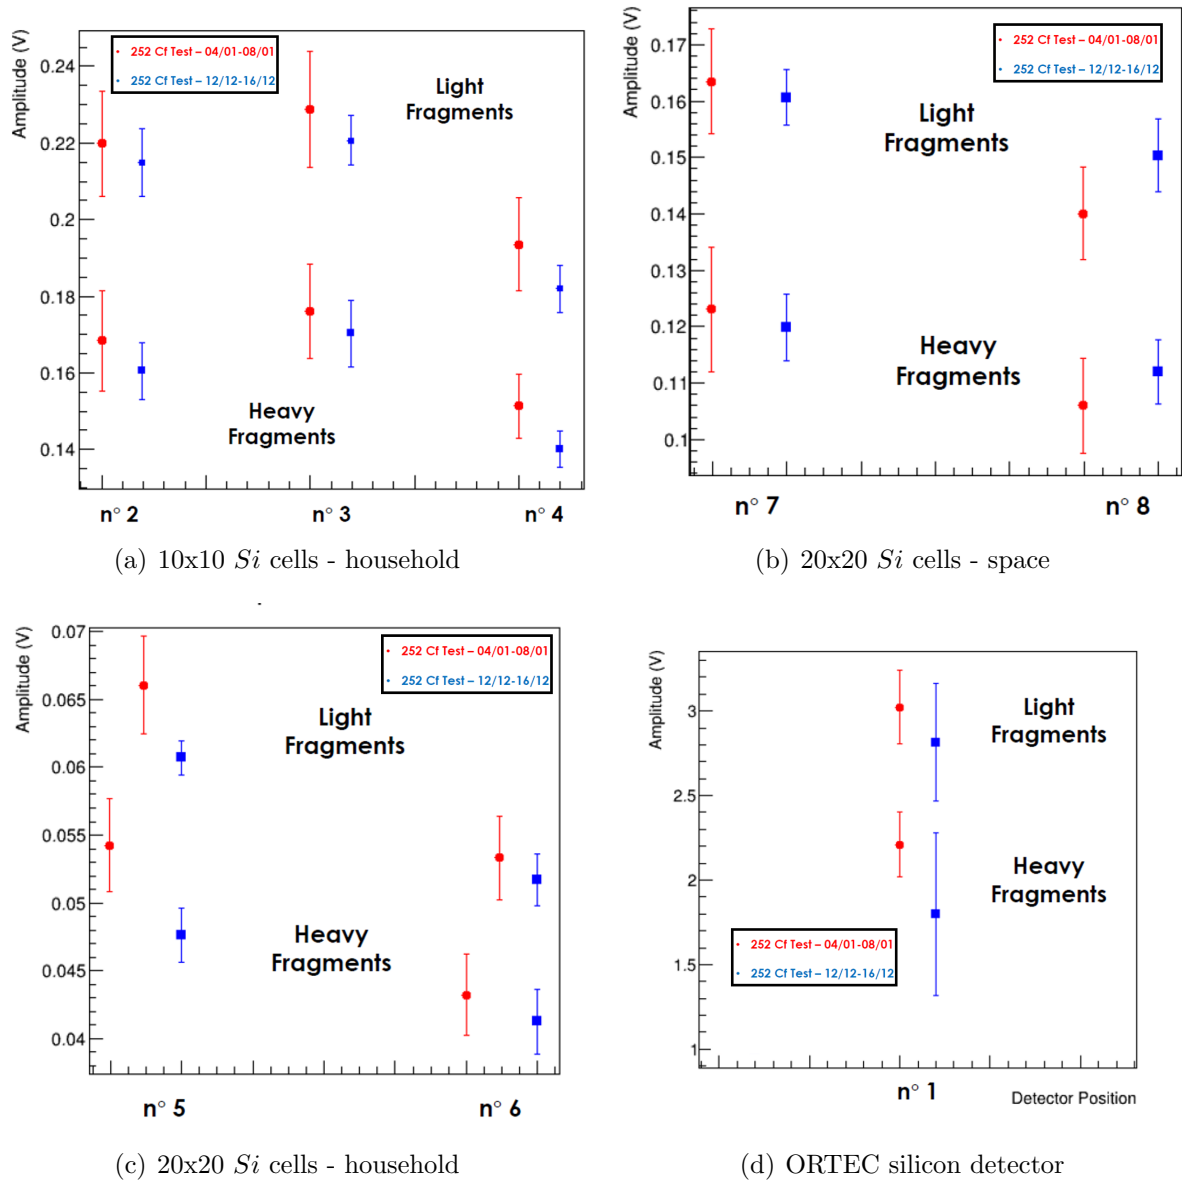 Amplitude (V)
252 Cf Test – 04/01-08/01
252 Cf Test – 12/12-16/12
0.24
0.22
0.2
0.18
0.16
0.14
Light
Fragments
Heavy
Fragments
n° 2
n° 3
n° 4
(a) 10x10 Si cells - household
Amplitude (V)
252 Cf Test – 04/01-08/01
252 Cf Test – 12/12-16/12
0.17
0.16
0.15
0.14
0.13
0.12
0.11
0.1
Light
Fragments
Heavy
Fragments
n° 7
n° 8
(b) 20x20 Si cells - space
Amplitude (V)
252 Cf Test – 04/01-08/01
252 Cf Test – 12/12-16/12
0.07
0.065
0.06
0.055
0.05
0.045
0.04
Light
Fragments
Heavy
Fragments
n° 5
n° 6
(c) 20x20 Si cells - household
Amplitude (V)
3
2.5
2
1.5
1
Light
Fragments
Heavy
Fragments
252 Cf Test – 04/01-08/01
252 Cf Test – 12/12-16/12
n° 1
Detector Position
(d) ORTEC silicon detector